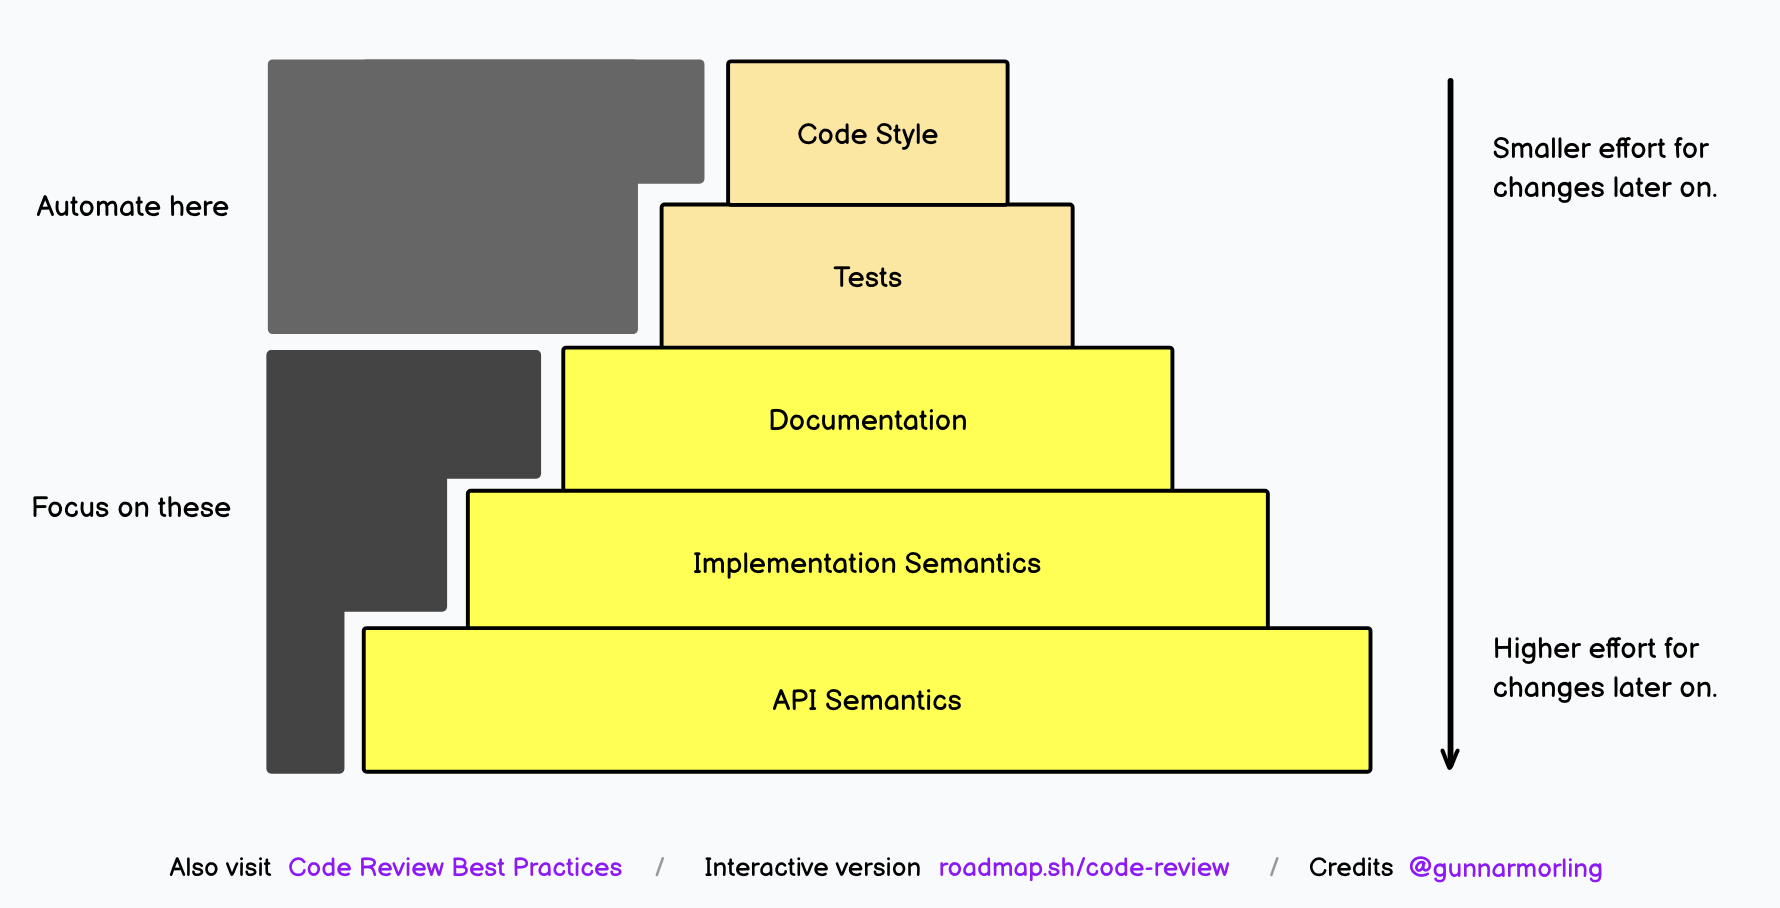 Code Style
Smaller effort for
changes later on.
Automate here
Tests
Documentation
Focus on these
Implementation Semantics
Higher effort for
changes later on.
API Semantics
Also visit Code Review Best Practices / Interactive version roadmap.sh/code-review / Credits @gunnarmorling